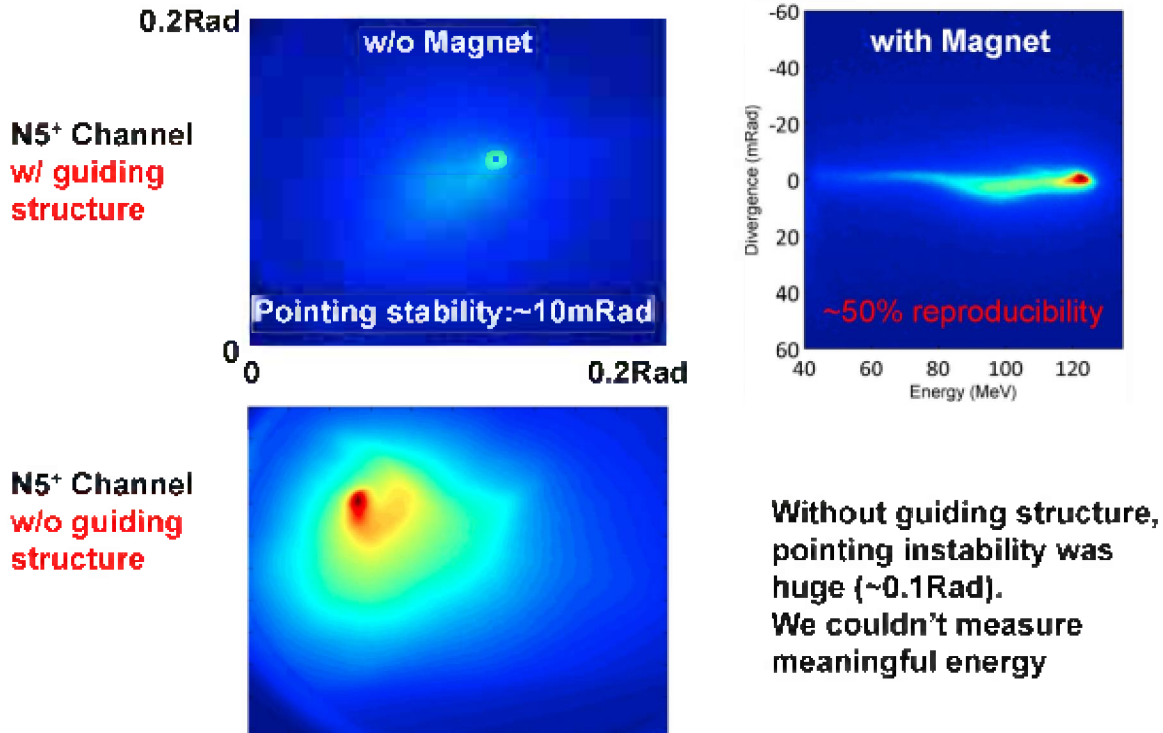 0.2Rad
w/o Magnet
N5⁺ Channel
w/ guiding
structure
Pointing stability:~10mRad
0
0
0.2Rad
with Magnet
Divergence (mRad)
-60
-40
-20
0
20
40
60
~50% reproducibility
40
60
80
100
120
Energy (MeV)
N5⁺ Channel
w/o guiding
structure
Without guiding structure,
pointing instability was
huge (~0.1Rad).
We couldn't measure
meaningful energy